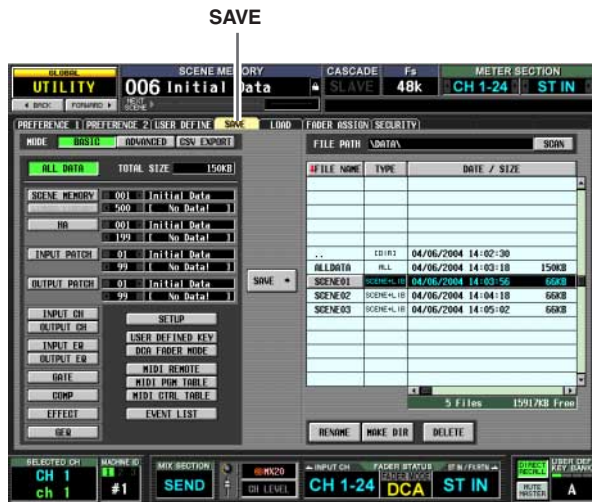 SAVE
GLOBAL
UTILITY
BACK FORWARD
SCENE MEMORY
006 Initial Data
NEXT SCENE
CASCADE
SLAVE
Fs
48k
METER SECTION
CH 1-24 ST IN
PREFERENCE 1 PREFERENCE 2 USER DEFINE SAVE LOAD FADER ASSIGN SECURITY
MODE BASIC ADVANCED CSV EXPORT
FILE PATH \DATA\ SCAN
ALL DATA TOTAL SIZE 150KB
#FILE NAME TYPE DATE / SIZE
SCENE MEMORY 001 Initial Data
500 [ No Data! ]
HA 001 Initial Data
199 [ No Data! ]
INPUT PATCH 01 Initial Data
99 [ No Data! ]
OUTPUT PATCH 01 Initial Data
99 [ No Data! ]
SAVE
.. [DIR] 04/06/2004 14:02:30
ALLDATA ALL 04/06/2004 14:03:18 150KB
SCENE01 SCENE+LIB 04/06/2004 14:03:56 66KB
SCENE02 SCENE+LIB 04/06/2004 14:04:18 66KB
SCENE03 SCENE+LIB 04/06/2004 14:05:02 66KB
INPUT CH
OUTPUT CH
INPUT EQ
OUTPUT EQ
GATE
COMP
EFFECT
GEQ
SETUP
USER DEFINED KEY
DCA FADER MODE
MIDI REMOTE
MIDI PGM TABLE
MIDI CTRL TABLE
EVENT LIST
5 Files 15917KB Free
RENAME MAKE DIR DELETE
SELECTED CH
CH 1
ch 1
MACHINE ID
#1
MIX SECTION
SEND
MIX20
CH LEVEL
INPUT CH
CH 1-24
FADER STATUS
FADER MODE
DCA
ST IN/FXRTN
ST IN
DIRECT RECALL
MUTE MASTER
USER DEF
KEY BANK
A